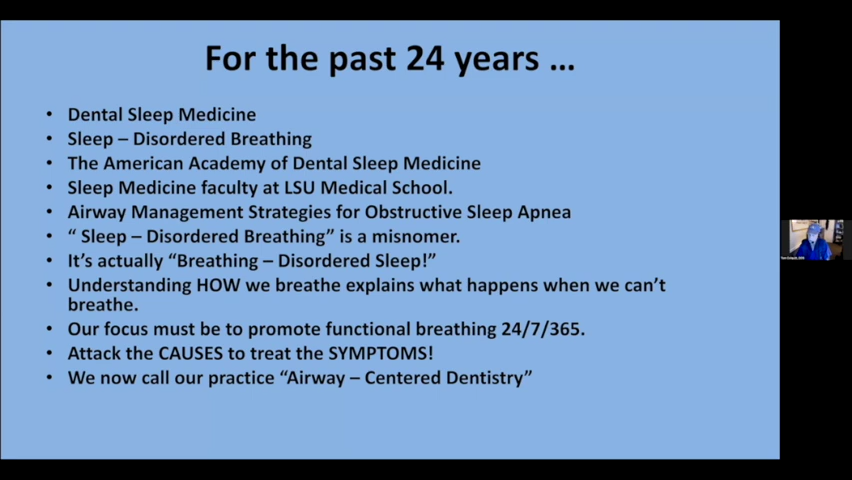 For the past 24 years ...
• Dental Sleep Medicine
• Sleep – Disordered Breathing
• The American Academy of Dental Sleep Medicine
• Sleep Medicine faculty at LSU Medical School.
• Airway Management Strategies for Obstructive Sleep Apnea
• “ Sleep – Disordered Breathing” is a misnomer.
• It’s actually “Breathing – Disordered Sleep!”
• Understanding HOW we breathe explains what happens when we can’t
breathe.
• Our focus must be to promote functional breathing 24/7/365.
• Attack the CAUSES to treat the SYMPTOMS!
• We now call our practice “Airway – Centered Dentistry”